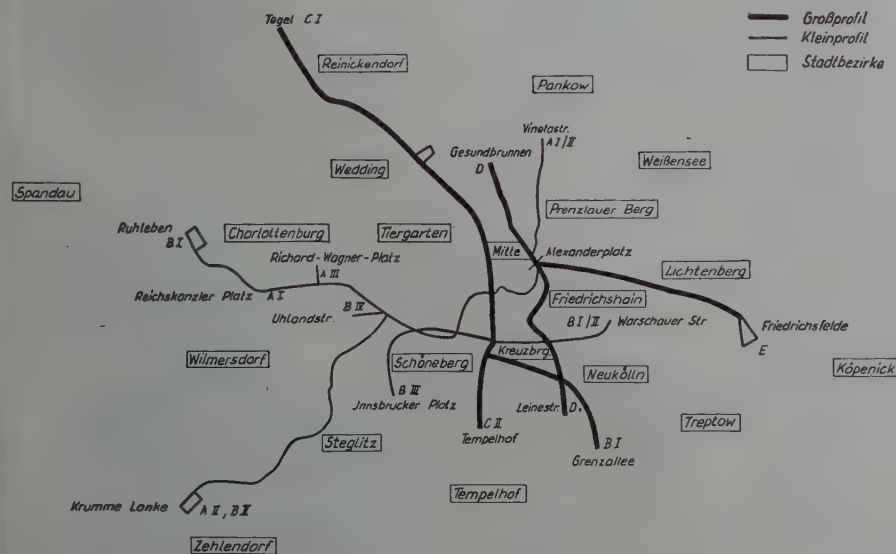 Tegel C I
Großprofil
Kleinprofil
Stadtbezirke
Reinickendorf
Pankow
Vinetastr.
A I/II
Gesundbrunnen
D
Weißensee
Wedding
Spandau
Prenzlauer Berg
Ruhleben
B I
Charlottenburg
Tiergarten
Mitte
Alexanderplatz
Richard-Wagner-Platz
A III
Lichtenberg
Reichskanzler Platz
A I
Friedrichshain
B IV
Uhlandstr.
B I/II
Warschauer Str
Friedrichsfelde
E
Wilmersdorf
Schöneberg
Kreuzbrg.
Neukölln
Köpenick
B III
Jnnsbrucker Platz
C II
Tempelhof
Leinestr.
D.
Treptow
Steglitz
B I
Grenzallee
Krumme Lanke
A II, B II
Tempelhof
Zehlendorf